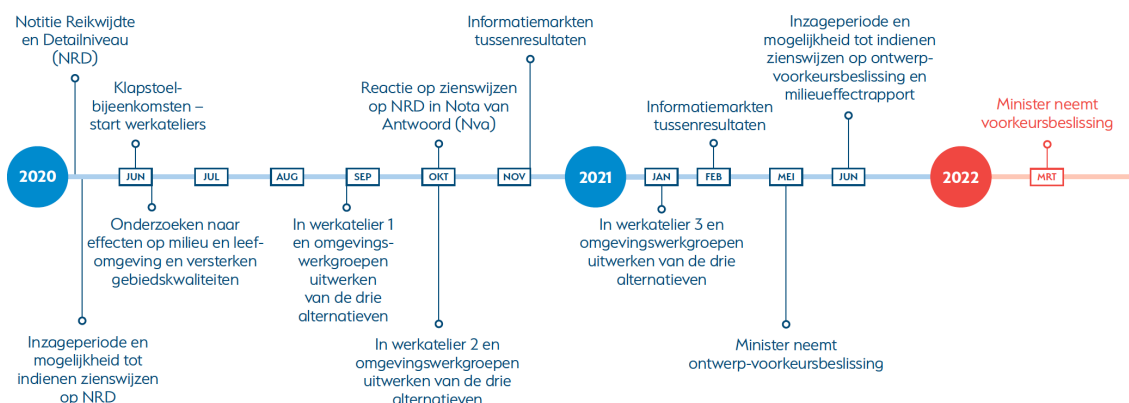 Notitie Reikwijdte
en Detailniveau
(NRD)
Klapstoel-
bijeenkomsten –
start werkateliers
Reactie op zienswijzen
op NRD in Nota van
Antwoord (Nva)
Informatiemarkten
tussenresultaten
Informatiemarkten
tussenresultaten
Inzageperiode en
mogelijkheid tot indienen
zienswijzen op ontwerp-
voorkeursbeslissing en
milieueffectrapport
Minister neemt
voorkeursbeslissing
2020
JUN
JUL
AUG
SEP
OKT
NOV
2021
JAN
FEB
MEI
JUN
2022
MRT
Inzageperiode en
mogelijkheid tot
indienen zienswijzen
op NRD
Onderzoeken naar
effecten op milieu en leef-
omgeving en versterken
gebiedskwaliteiten
In werkatelier 1
en omgevings-
werkgroepen
uitwerken
van de drie
alternatieven
In werkatelier 2 en
omgevingswerkgroepen
uitwerken van de drie
alternatieven
In werkatelier 3 en
omgevingswerkgroepen
uitwerken van de drie
alternatieven
Minister neemt
ontwerp-voorkeursbeslissing